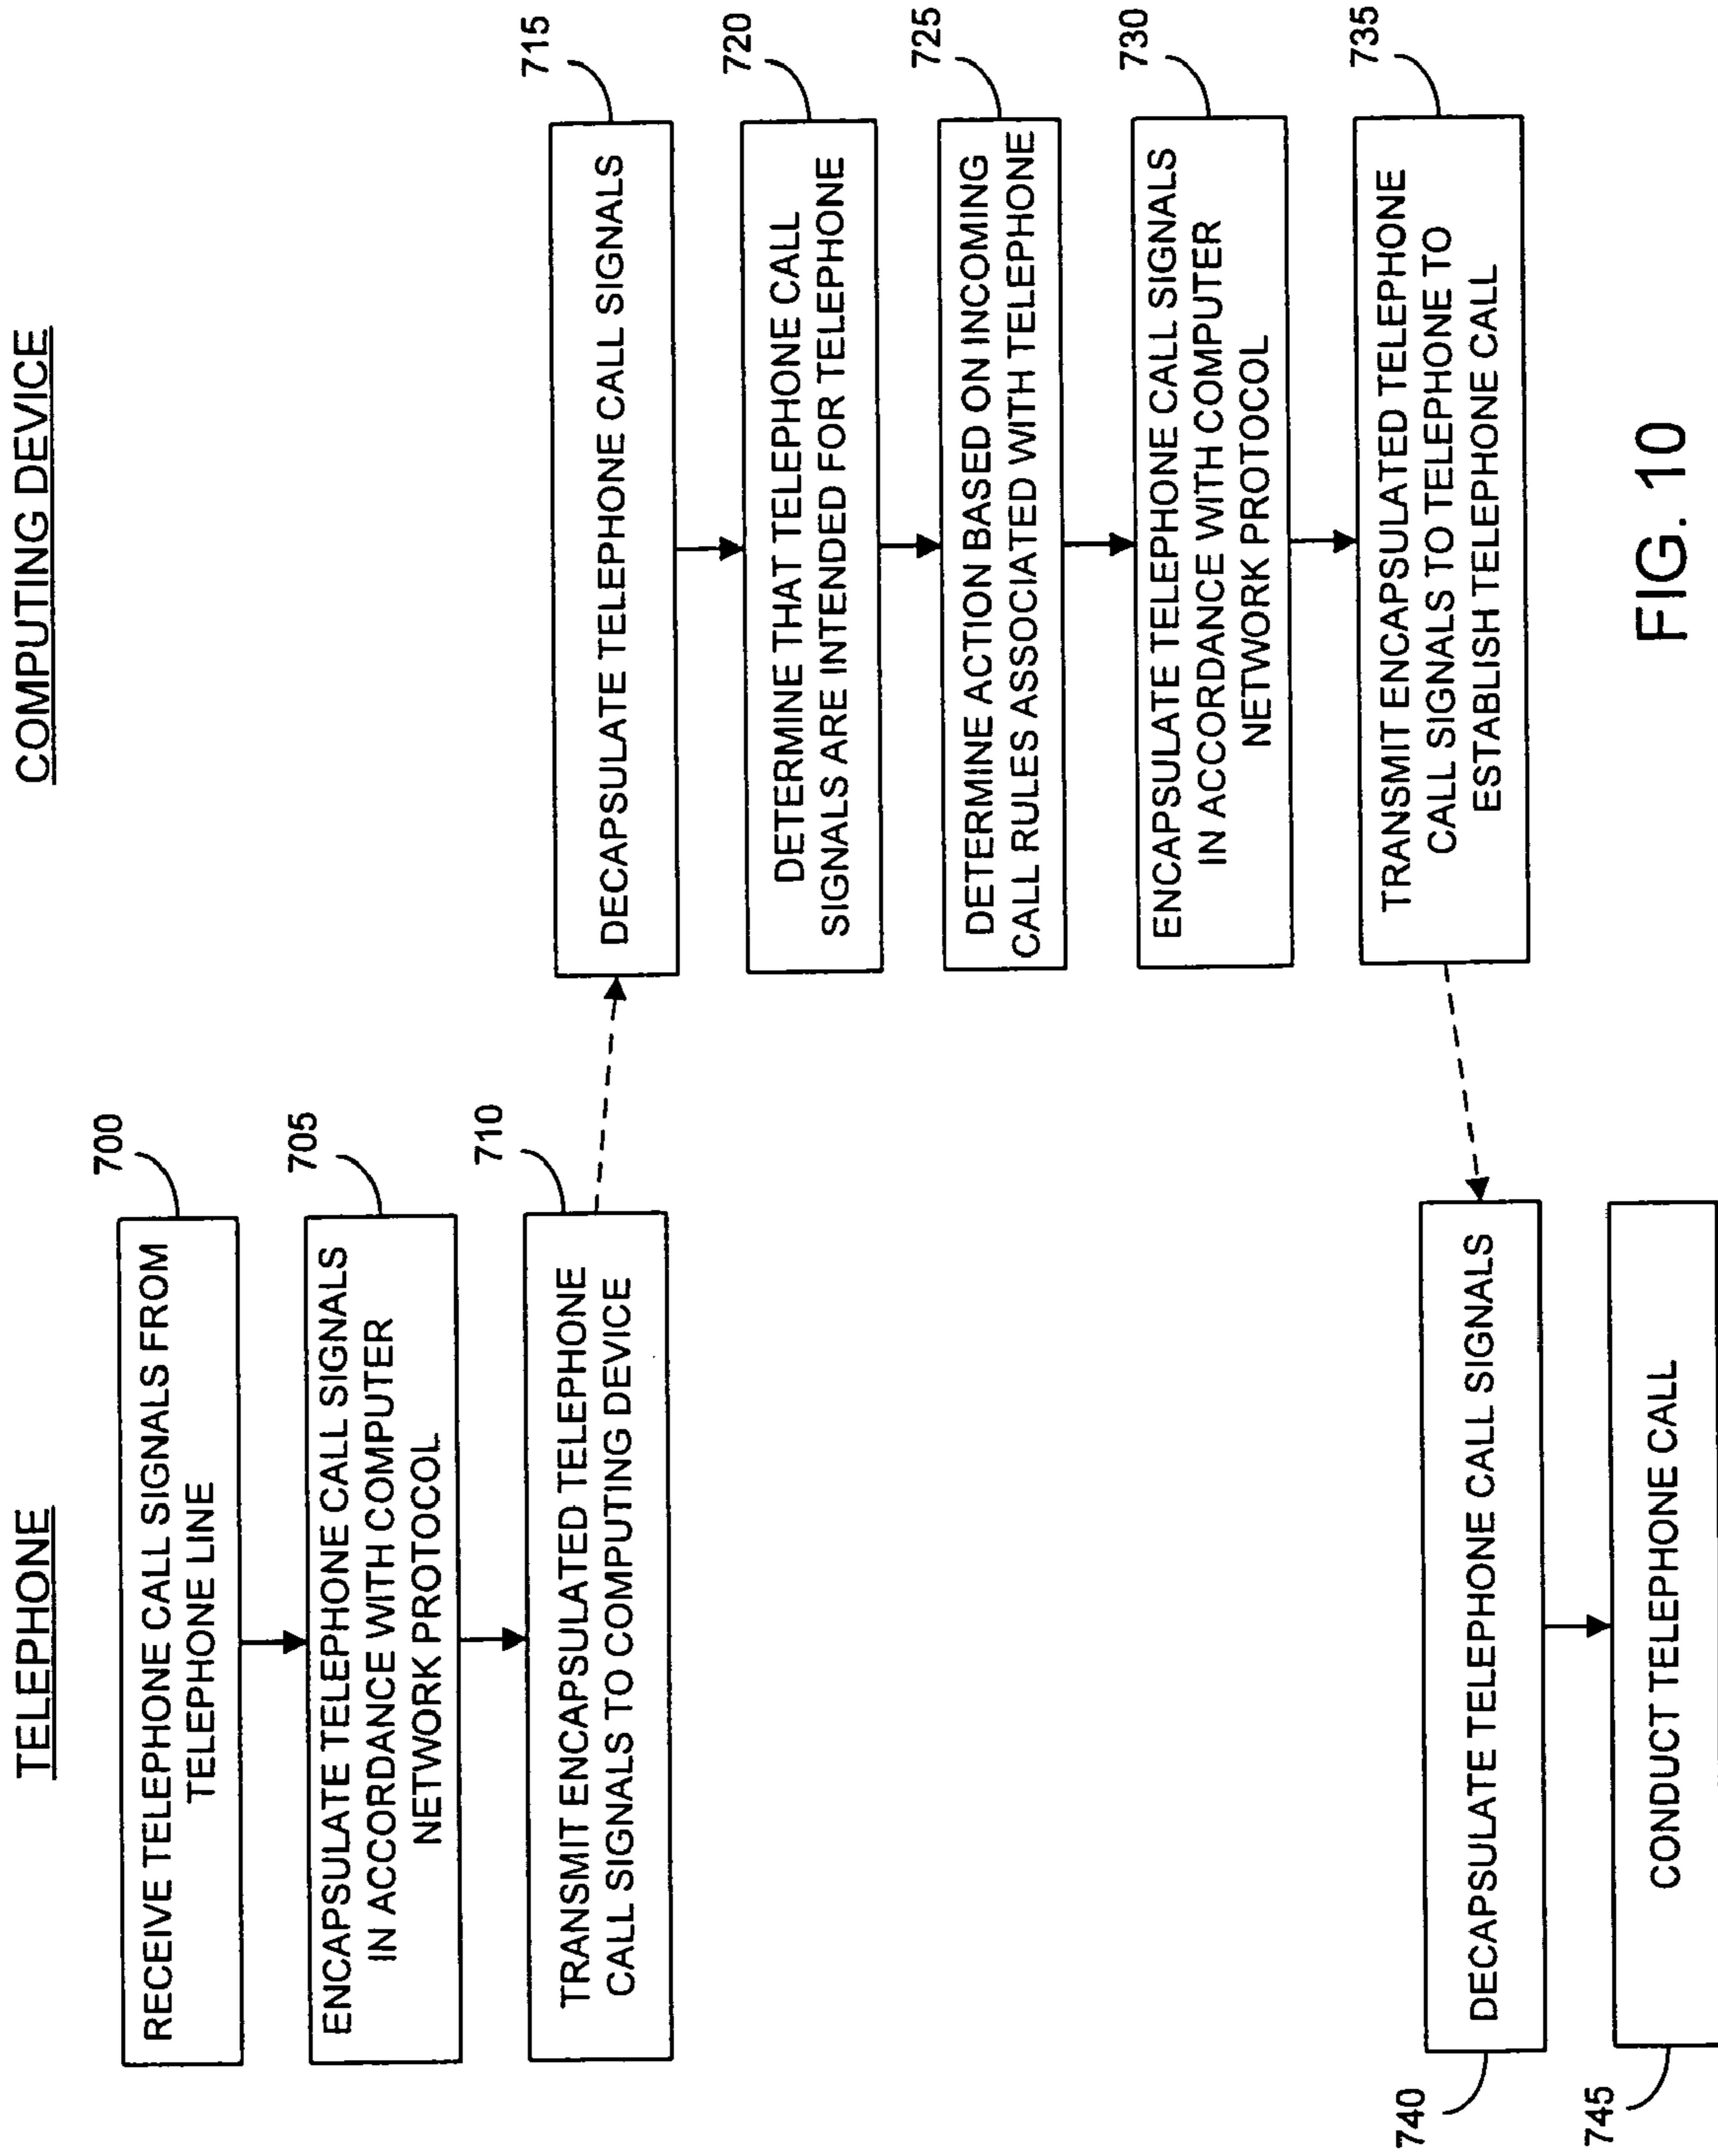 TELEPHONE
COMPUTING DEVICE
700
RECEIVE TELEPHONE CALL SIGNALS FROM
TELEPHONE LINE
705
ENCAPSULATE TELEPHONE CALL SIGNALS
IN ACCORDANCE WITH COMPUTER
NETWORK PROTOCOL
710
TRANSMIT ENCAPSULATED TELEPHONE
CALL SIGNALS TO COMPUTING DEVICE
715
DECAPSULATE TELEPHONE CALL SIGNALS
720
DETERMINE THAT TELEPHONE CALL
SIGNALS ARE INTENDED FOR TELEPHONE
725
DETERMINE ACTION BASED ON INCOMING
CALL RULES ASSOCIATED WITH TELEPHONE
730
ENCAPSULATE TELEPHONE CALL SIGNALS
IN ACCORDANCE WITH COMPUTER
NETWORK PROTOCOL
735
TRANSMIT ENCAPSULATED TELEPHONE
CALL SIGNALS TO TELEPHONE TO
ESTABLISH TELEPHONE CALL
740
DECAPSULATE TELEPHONE CALL SIGNALS
745
CONDUCT TELEPHONE CALL
FIG. 10